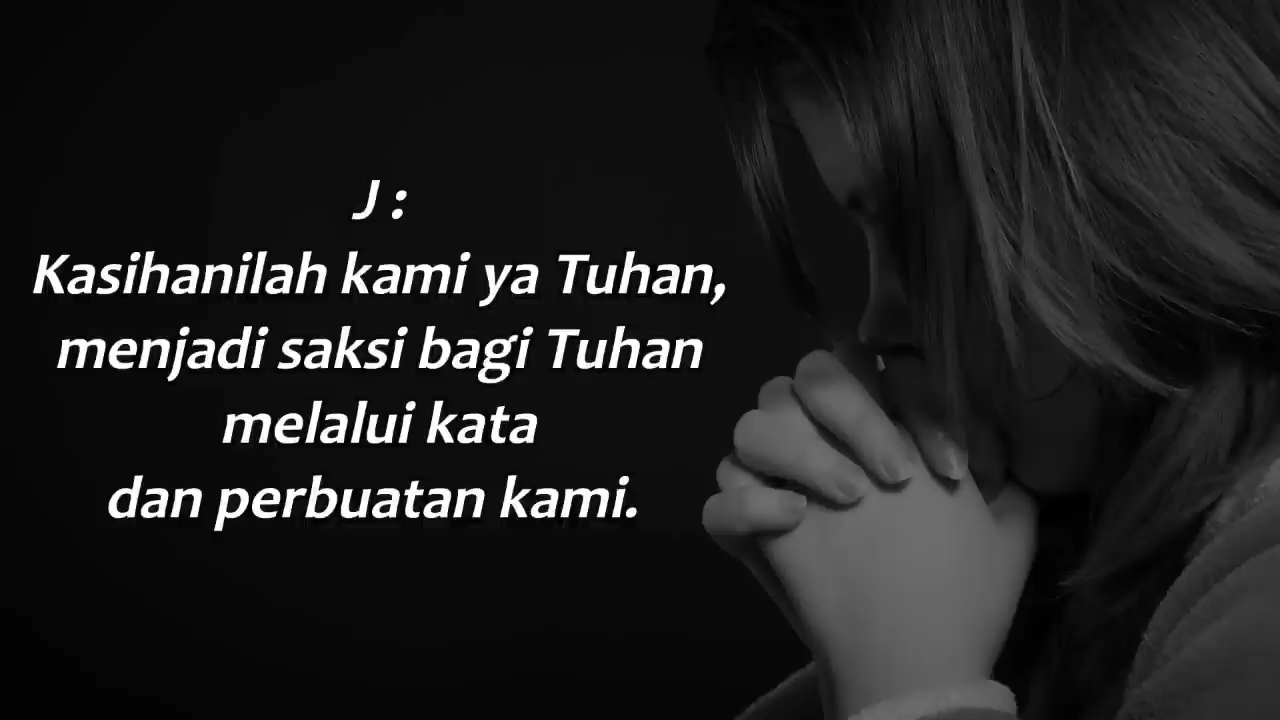 J :
Kasihanilah kami ya Tuhan,
menjadi saksi bagi Tuhan
melalui kata
dan perbuatan kami.